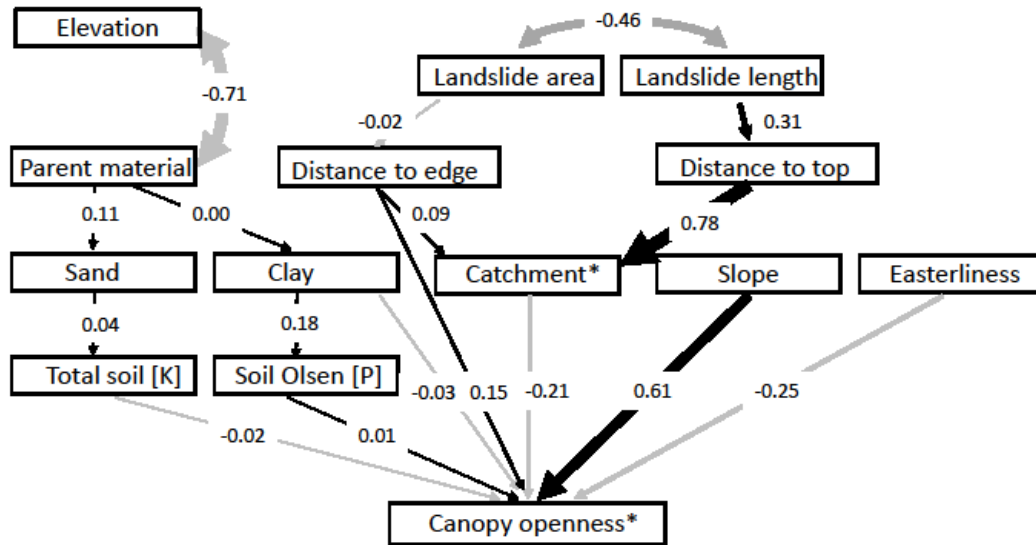 Elevation
-0.46
Landslide area
Landslide length
-0.71
-0.02
0.31
Parent material
Distance to edge
Distance to top
0.11
0.00
0.09
0.78
Sand
Clay
Catchment*
Slope
Easterliness
0.04
0.18
Total soil [K]
Soil Olsen [P]
-0.03
0.15
-0.21
0.61
-0.25
-0.02
0.01
Canopy openness*